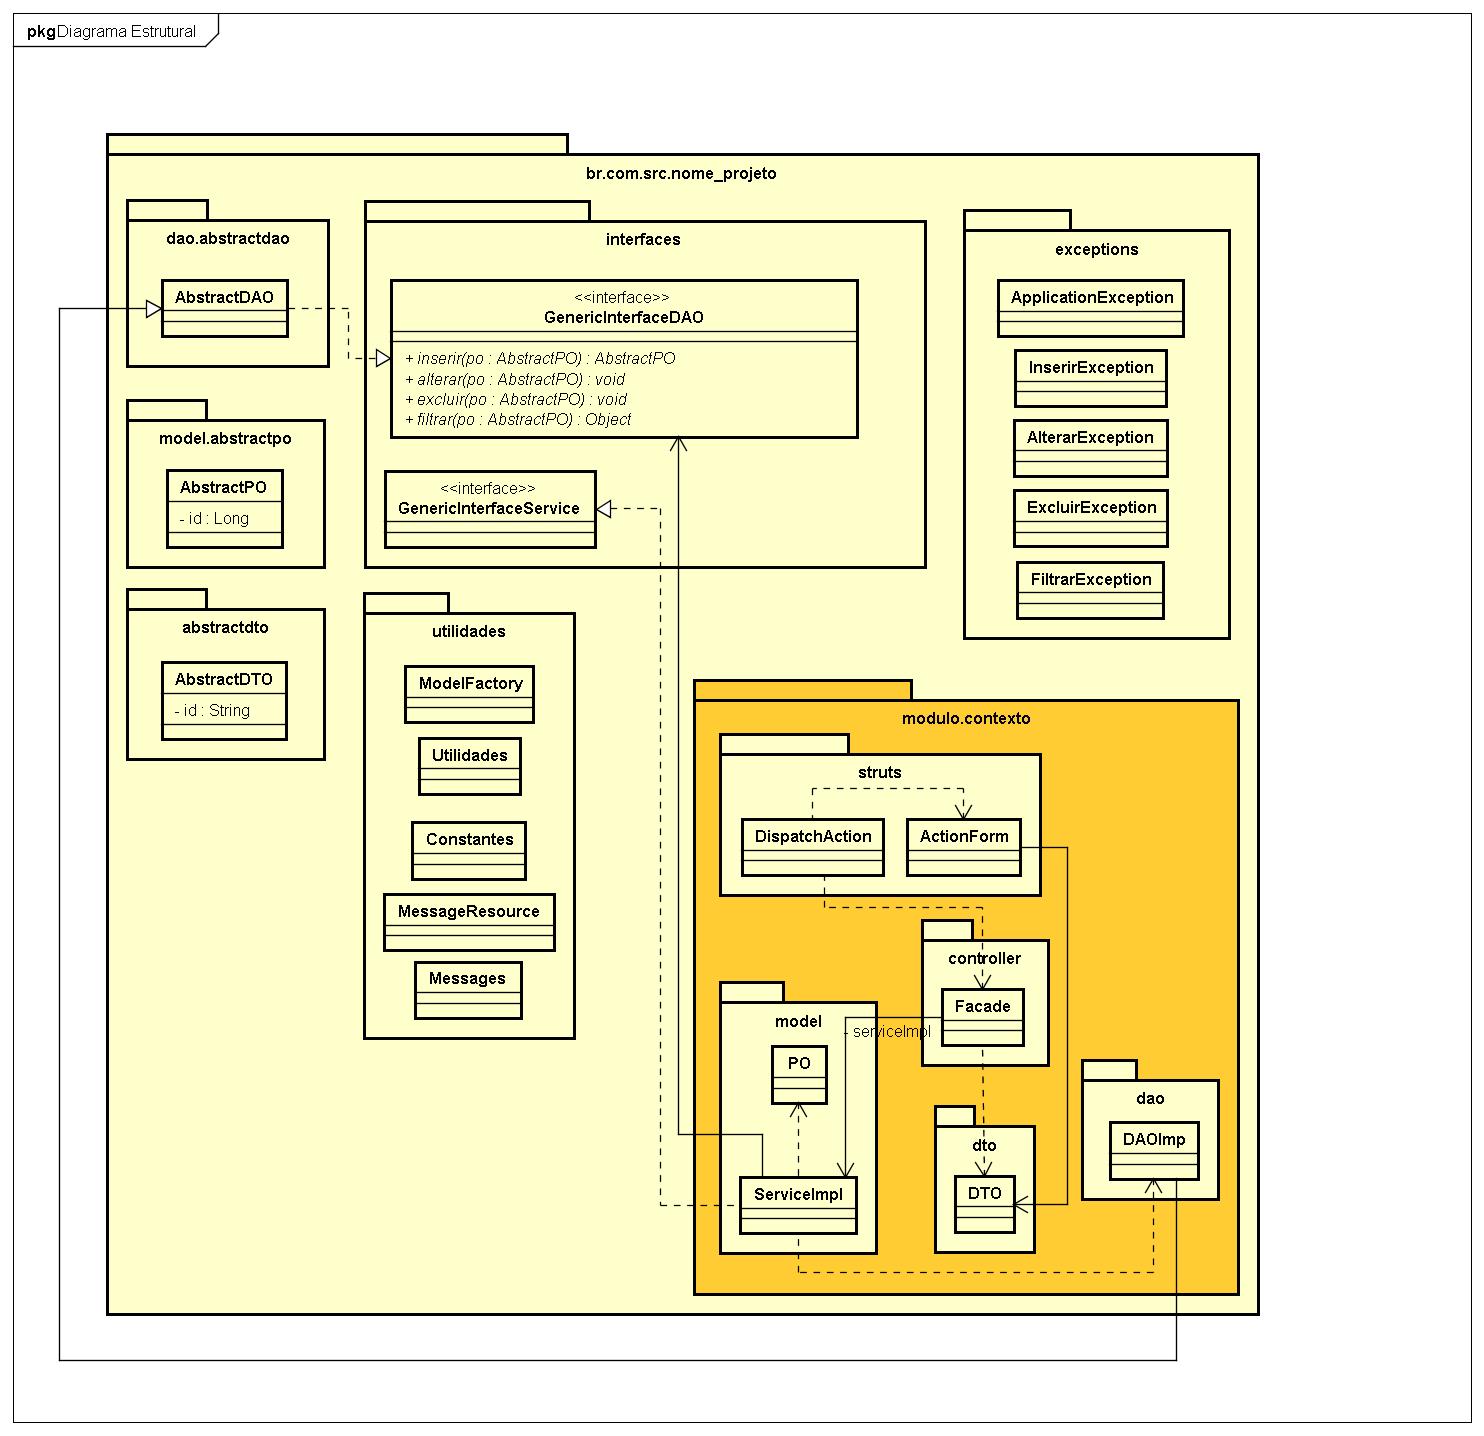 pkg Diagrama Estrutural
br.com.src.nome_projeto
dao.abstractdao
AbstractDAO
interfaces
<<interface>>
GenericInterfaceDAO
+ inserir(po : AbstractPO) : AbstractPO
+ alterar(po : AbstractPO) : void
+ excluir(po : AbstractPO) : void
+ filtrar(po : AbstractPO) : Object
<<interface>>
GenericInterfaceService
exceptions
ApplicationException
InserirException
AlterarException
ExcluirException
FiltrarException
model.abstractpo
AbstractPO
- id : Long
abstractdto
AbstractDTO
- id : String
utilidades
ModelFactory
Utilidades
Constantes
MessageResource
Messages
modulo.contexto
struts
DispatchAction
ActionForm
controller
Facade
- serviceImpl
model
PO
ServiceImpl
dto
DTO
dao
DAOImp